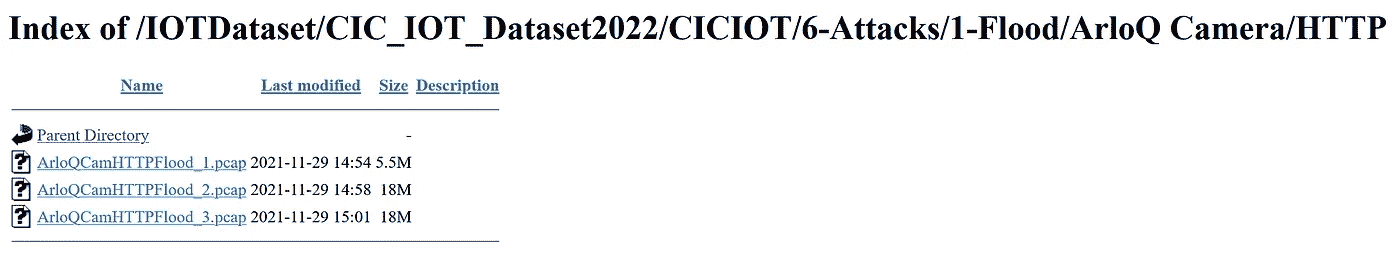 Index of /IOTDataset/CIC_IOT_Dataset2022/CICIOT/6-Attacks/1-Flood/ArloQ Camera/HTTP
Name Last modified Size Description
Parent Directory -
ArloQCamHTTPFlood_1.pcap 2021-11-29 14:54 5.5M
ArloQCamHTTPFlood_2.pcap 2021-11-29 14:58 18M
ArloQCamHTTPFlood_3.pcap 2021-11-29 15:01 18M